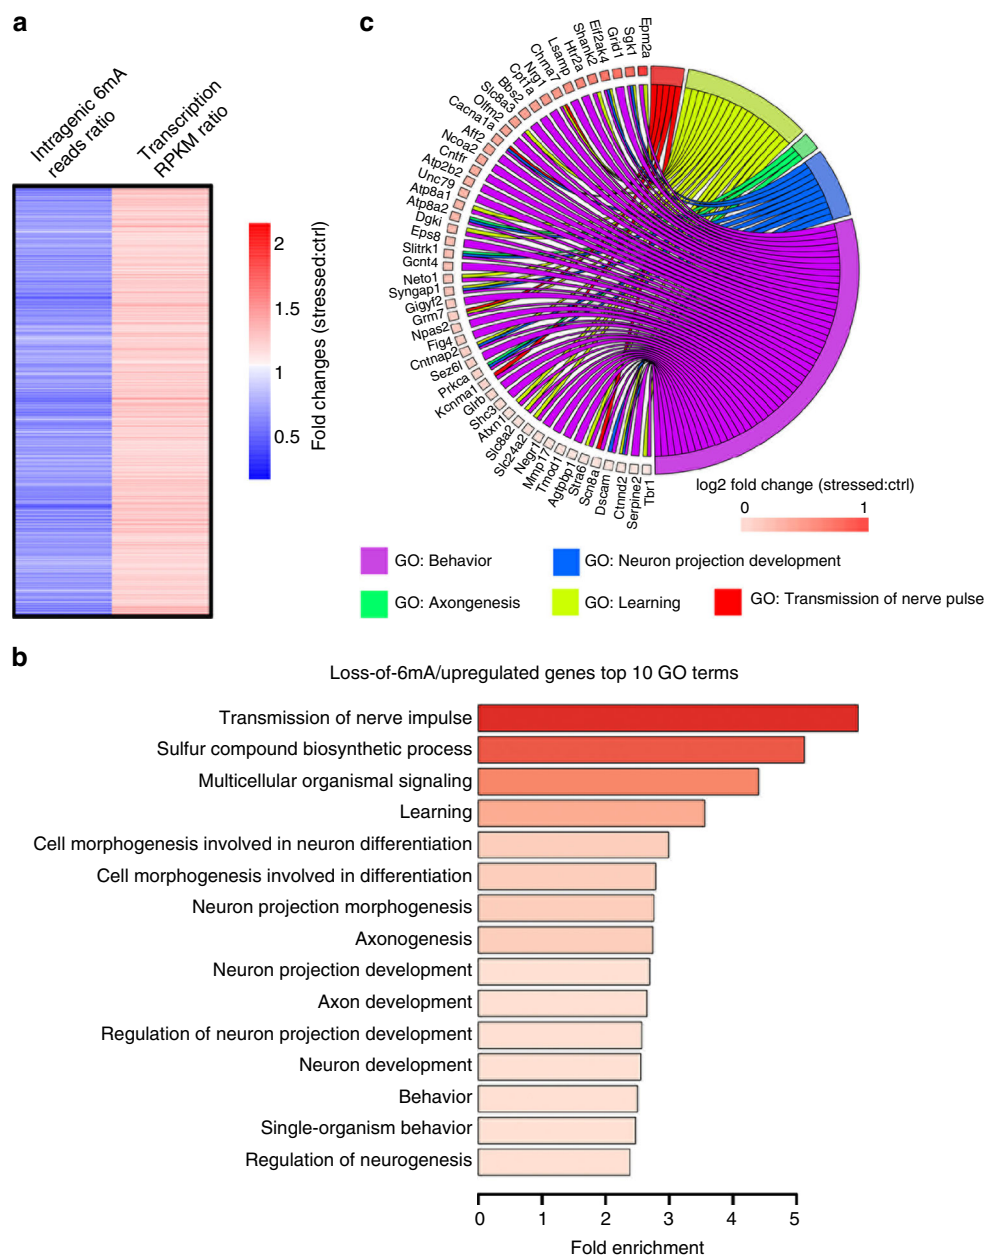 a
Intragenic 6mA
reads ratio
Transcription
RPKM ratio
2
1.5
1
0.5
Fold changes (stressed:ctrl)
c
Epm2a
Sgk1
Grid1
Eif2ak4
Shank2
Htr2a
Lsamp
Chrna7
Nrg1
Cpt1a
Bbs2
Slc8a3
Olfm2
Cacna1a
Aff2
Ncoa2
Cntfr
Atp2b2
Unc79
Atp8a1
Atp8a2
Dgki
Eps8
Slitrk1
Gcnt4
Neto1
Syngap1
Gigyf2
Grm7
Npas2
Fig4
Cntnap2
Sez6l
Prkca
Kcnma1
Glrb
Shc3
Atxn1
Slc8a2
Slc24a2
Negr1
Mmp17
Tmod1
Agtpbp1
Stra6
Scn8a
Dscam
Ctnnd2
Serpine2
Tbr1
log2 fold change (stressed:ctrl)
0 1
GO: Behavior
GO: Neuron projection development
GO: Axongenesis
GO: Learning
GO: Transmission of nerve pulse
b
Loss-of-6mA/upregulated genes top 10 GO terms
Transmission of nerve impulse
Sulfur compound biosynthetic process
Multicellular organismal signaling
Learning
Cell morphogenesis involved in neuron differentiation
Cell morphogenesis involved in differentiation
Neuron projection morphogenesis
Axonogenesis
Neuron projection development
Axon development
Regulation of neuron projection development
Neuron development
Behavior
Single-organism behavior
Regulation of neurogenesis
0 1 2 3 4 5
Fold enrichment